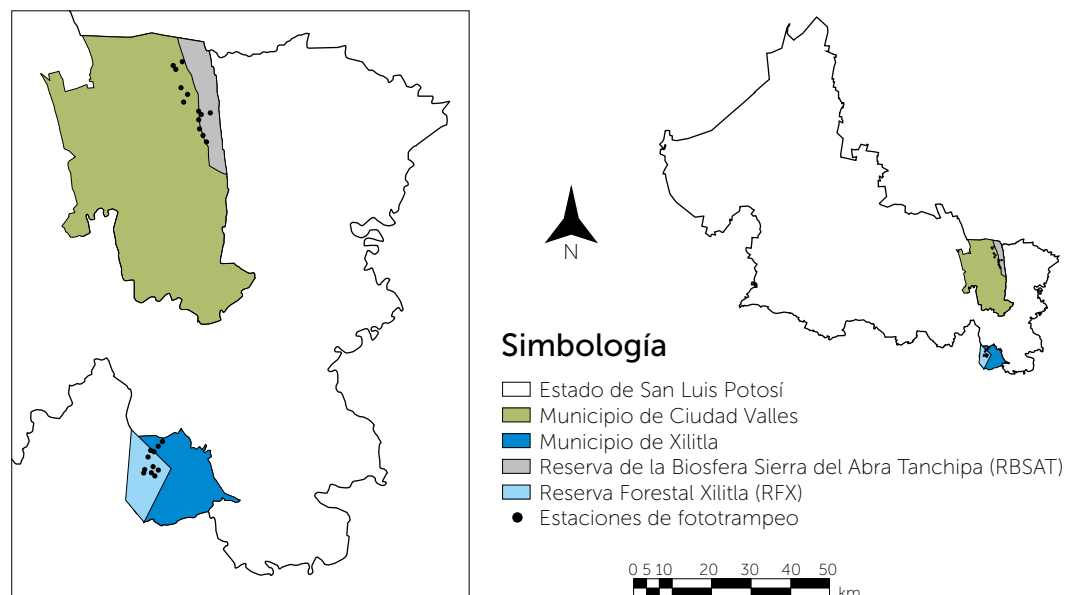 N
Simbología
Estado de San Luis Potosí
Municipio de Ciudad Valles
Municipio de Xilitla
Reserva de la Biosfera Sierra del Abra Tanchipa (RBSAT)
Reserva Forestal Xilitla (RFX)
Estaciones de fototrampeo
0 5 10 20 30 40 50
km